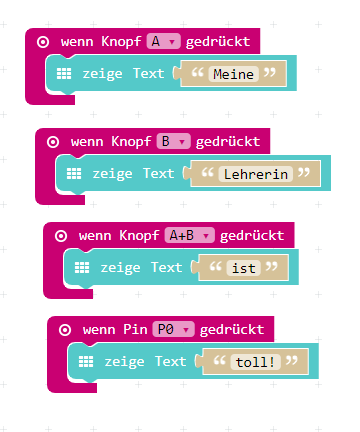 wenn Knopf A gedrückt
zeige Text “ Meine ”
wenn Knopf B gedrückt
zeige Text “ Lehrerin ”
wenn Knopf A+B gedrückt
zeige Text “ ist ”
wenn Pin P0 gedrückt
zeige Text “ toll! ”